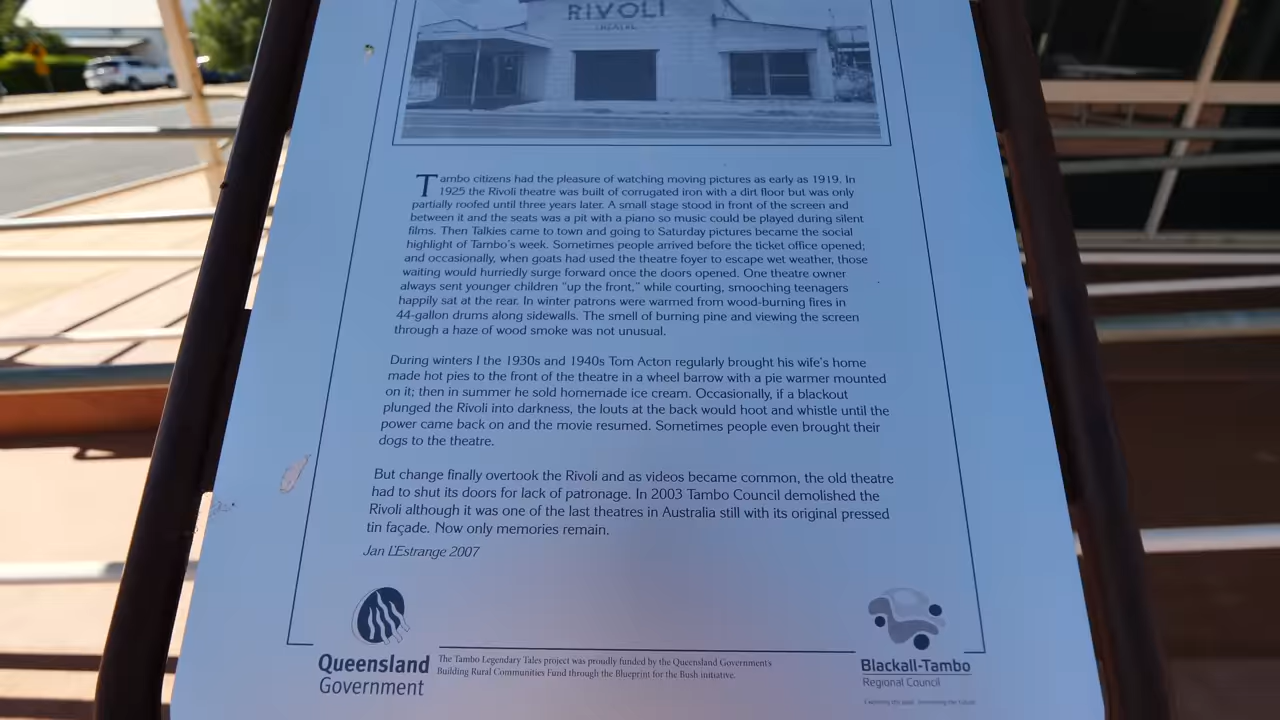 RIVOLI
THEATRE
Tambo citizens had the pleasure of watching moving pictures as early as 1919. In
1925 the Rivoli theatre was built of corrugated iron with a dirt floor but was only
partially roofed until three years later. A small stage stood in front of the screen and
between it and the seats was a pit with a piano so music could be played during silent
films. Then Talkies came to town and going to Saturday pictures became the social
highlight of Tambo's week. Sometimes people arrived before the ticket office opened;
and occasionally, when goats had used the theatre foyer to escape wet weather, those
waiting would hurriedly surge forward once the doors opened. One theatre owner
always sent younger children "up the front," while courting, smooching teenagers
happily sat at the rear. In winter patrons were warmed from wood-burning fires in
44-gallon drums along sidewalls. The smell of burning pine and viewing the screen
through a haze of wood smoke was not unusual.
During winters I the 1930s and 1940s Tom Acton regularly brought his wife's home
made hot pies to the front of the theatre in a wheel barrow with a pie warmer mounted
on it; then in summer he sold homemade ice cream. Occasionally, if a blackout
plunged the Rivoli into darkness, the louts at the back would hoot and whistle until the
power came back on and the movie resumed. Sometimes people even brought their
dogs to the theatre.
But change finally overtook the Rivoli and as videos became common, the old theatre
had to shut its doors for lack of patronage. In 2003 Tambo Council demolished the
Rivoli although it was one of the last theatres in Australia still with its original pressed
tin façade. Now only memories remain.
Jan L'Estrange 2007
Queensland
Government
The Tambo Legendary Tales project was proudly funded by the Queensland Government's
Building Rural Communities Fund through the Blueprint for the Bush initiative.
Blackall-Tambo
Regional Council